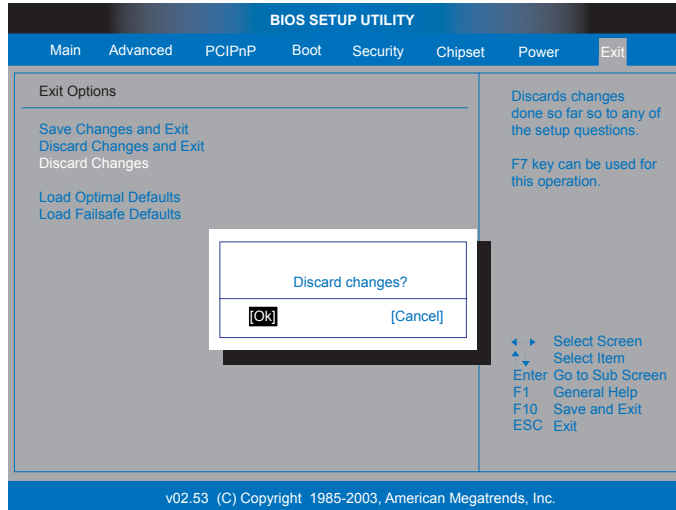 BIOS SETUP UTILITY
Main Advanced PCIPnP Boot Security Chipset Power Exit
Exit Options
Save Changes and Exit
Discard Changes and Exit
Discard Changes
Load Optimal Defaults
Load Failsafe Defaults
Discard changes?
[Ok] [Cancel]
Discards changes
done so far so to any of
the setup questions.
F7 key can be used for
this operation.
Select Screen
Select Item
Enter Go to Sub Screen
F1 General Help
F10 Save and Exit
ESC Exit
v02.53 (C) Copyright 1985-2003, American Megatrends, Inc.